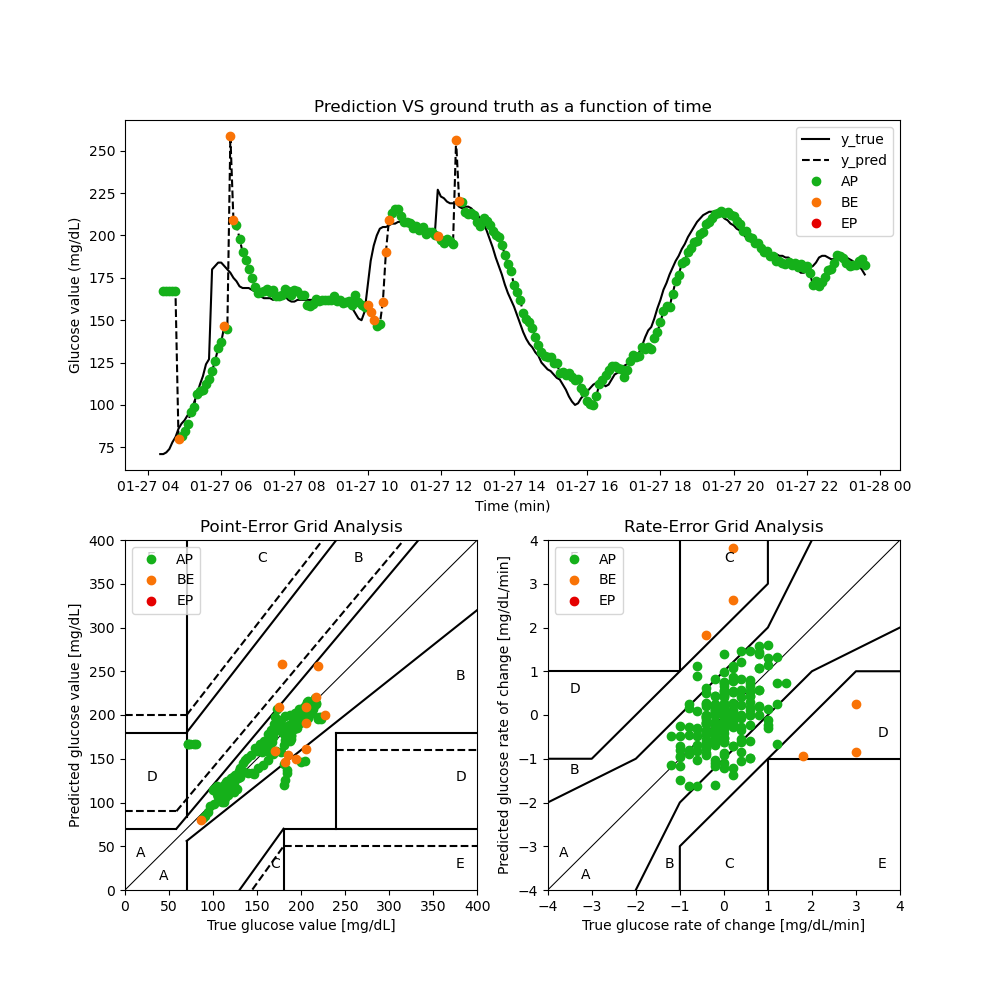 Prediction VS ground truth as a function of time
Glucose value (mg/dL)
250
225
200
175
150
125
100
75
y_true
y_pred
AP
BE
EP
01-27 04 01-27 06 01-27 08 01-27 10 01-27 12 01-27 14 01-27 16 01-27 18 01-27 20 01-27 22 01-28 00
Time (min)
Point-Error Grid Analysis
Predicted glucose value [mg/dL]
400
350
300
250
200
150
100
50
0
AP
BE
EP
C
B
B
D
D
A
A
C
E
0 50 100 150 200 250 300 350 400
True glucose value [mg/dL]
Rate-Error Grid Analysis
Predicted glucose rate of change [mg/dL/min]
4
3
2
1
0
−1
−2
−3
−4
AP
BE
EP
C
D
D
B
A
A
B
C
E
−4 −3 −2 −1 0 1 2 3 4
True glucose rate of change [mg/dL/min]